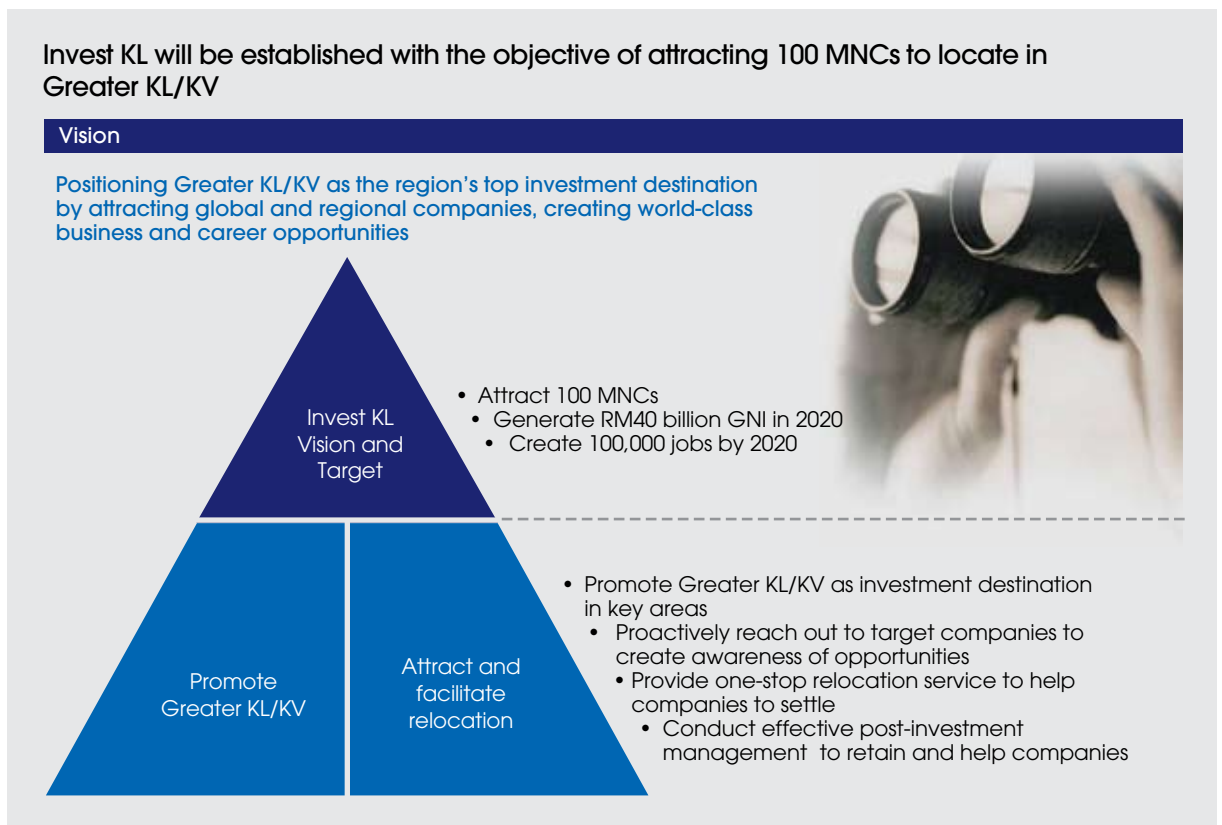 Invest KL will be established with the objective of attracting 100 MNCs to locate in
Greater KL/KV
Vision
Positioning Greater KL/KV as the region's top investment destination
by attracting global and regional companies, creating world-class
business and career opportunities
Invest KL
Vision and
Target
• Attract 100 MNCs
• Generate RM40 billion GNI in 2020
• Create 100,000 jobs by 2020
Promote
Greater KL/KV
Attract and
facilitate
relocation
• Promote Greater KL/KV as investment destination
in key areas
• Proactively reach out to target companies to
create awareness of opportunities
• Provide one-stop relocation service to help
companies to settle
• Conduct effective post-investment
management to retain and help companies